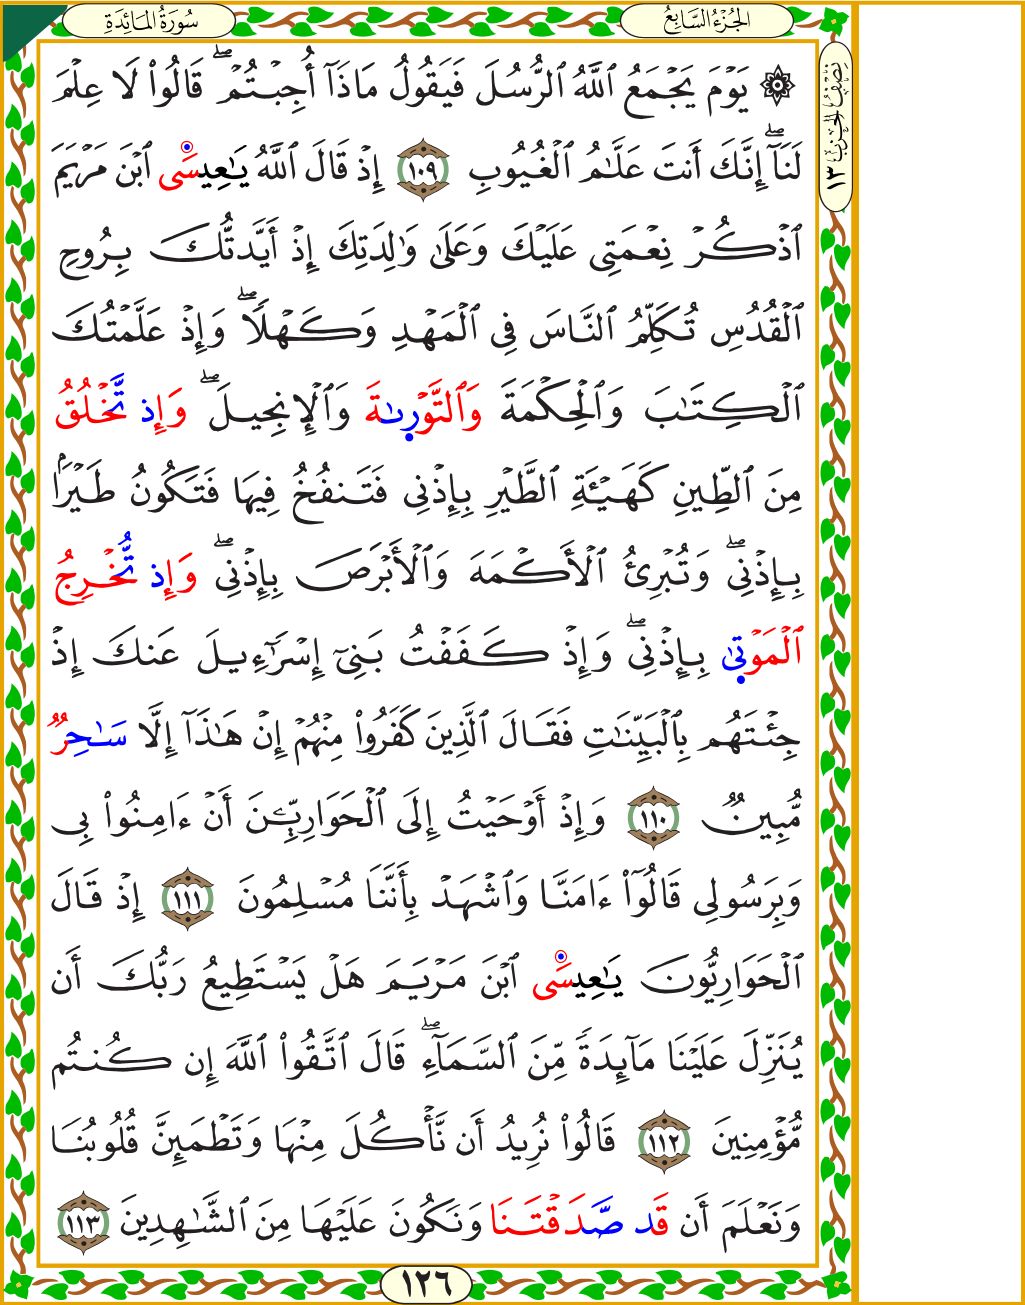 سُورَةُ المَائِدَةِ
الجُزْءُ السَّابِعُ
نِصْفُ الحِزْبِ ١٣
۞ يَوْمَ يَجْمَعُ ٱللَّهُ ٱلرُّسُلَ فَيَقُولُ مَاذَآ أُجِبْتُمْ ۖ قَالُوا۟ لَا عِلْمَ
لَنَآ ۖ إِنَّكَ أَنتَ عَلَّـٰمُ ٱلْغُيُوبِ ١٠٩ إِذْ قَالَ ٱللَّهُ يَـٰعِيسَى ٱبْنَ مَرْيَمَ
ٱذْكُرْ نِعْمَتِى عَلَيْكَ وَعَلَىٰ وَٰلِدَتِكَ إِذْ أَيَّدتُّكَ بِرُوحِ
ٱلْقُدُسِ تُكَلِّمُ ٱلنَّاسَ فِى ٱلْمَهْدِ وَكَهْلًا ۖ وَإِذْ عَلَّمْتُكَ
ٱلْكِتَـٰبَ وَٱلْحِكْمَةَ وَٱلتَّوْرِىٰةَ وَٱلْإِنجِيلَ ۖ وَإِذ تَّخْلُقُ
مِنَ ٱلطِّينِ كَهَيْـَٔةِ ٱلطَّيْرِ بِإِذْنِى فَتَنفُخُ فِيهَا فَتَكُونُ طَيْرًۢا
بِإِذْنِى ۖ وَتُبْرِئُ ٱلْأَكْمَهَ وَٱلْأَبْرَصَ بِإِذْنِى ۖ وَإِذ تُّخْرِجُ
ٱلْمَوْتِىٰ بِإِذْنِى ۖ وَإِذْ كَفَفْتُ بَنِىٓ إِسْرَٰٓءِيلَ عَنكَ إِذْ
جِئْتَهُم بِٱلْبَيِّنَـٰتِ فَقَالَ ٱلَّذِينَ كَفَرُوا۟ مِنْهُمْ إِنْ هَـٰذَآ إِلَّا سَـٰحِرٌ
مُّبِينٌ ١١٠ وَإِذْ أَوْحَيْتُ إِلَى ٱلْحَوَارِيِّـۧنَ أَنْ ءَامِنُوا۟ بِى
وَبِرَسُولِى قَالُوٓا۟ ءَامَنَّا وَٱشْهَدْ بِأَنَّنَا مُسْلِمُونَ ١١١ إِذْ قَالَ
ٱلْحَوَارِيُّونَ يَـٰعِيسَى ٱبْنَ مَرْيَمَ هَلْ يَسْتَطِيعُ رَبُّكَ أَن
يُنَزِّلَ عَلَيْنَا مَآئِدَةً مِّنَ ٱلسَّمَآءِ ۖ قَالَ ٱتَّقُوا۟ ٱللَّهَ إِن كُنتُم
مُّؤْمِنِينَ ١١٢ قَالُوا۟ نُرِيدُ أَن نَّأْكُلَ مِنْهَا وَتَطْمَئِنَّ قُلُوبُنَا
وَنَعْلَمَ أَن قَد صَّدَقْتَنَا وَنَكُونَ عَلَيْهَا مِنَ ٱلشَّـٰهِدِينَ ١١٣
١٢٦